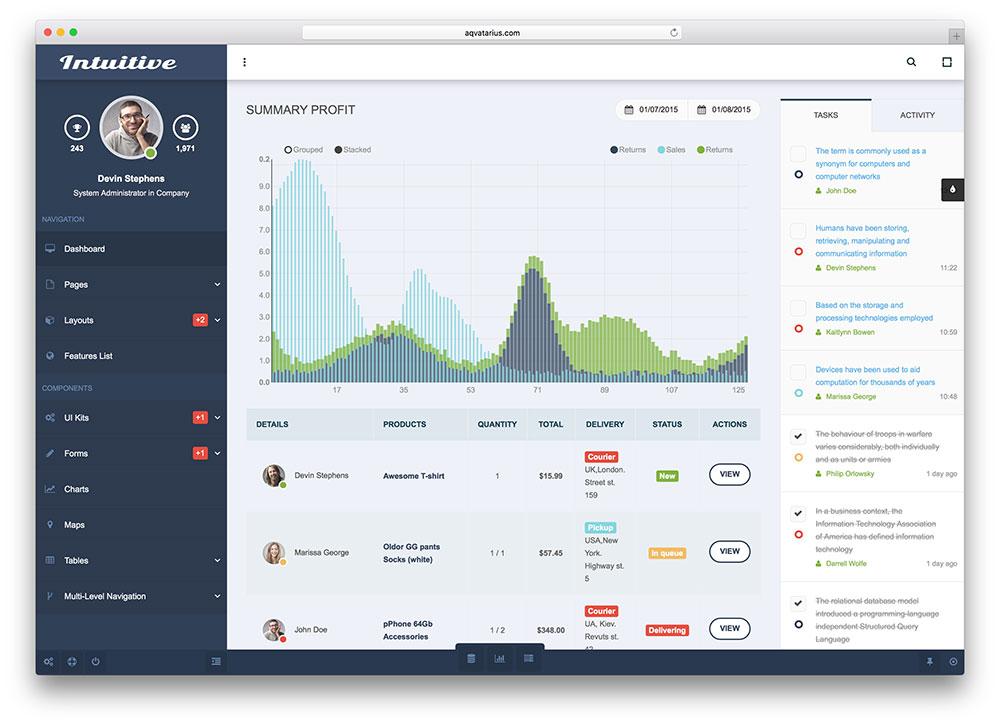 aqvatarius.com
Intuitive
243
1,971
Devin Stephens
System Administrator in Company
NAVIGATION
Dashboard
Pages
Layouts +2
Features List
COMPONENTS
UI Kits +1
Forms +1
Charts
Maps
Tables
Multi-Level Navigation
SUMMARY PROFIT
01/07/2015 01/08/2015
Grouped Stacked
Returns Sales Returns
0.2
9.0
8.0
7.0
6.0
5.0
4.0
3.0
2.0
1.0
0.0
17 35 53 71 89 107 125
DETAILS PRODUCTS QUANTITY TOTAL DELIVERY STATUS ACTIONS
Devin Stephens Awesome T-shirt 1 $15.99
Courier
UK,London.
Street st.
159
New
VIEW
Marissa George
Oldor GG pants
Socks (white)
1 / 1 $57.45
Pickup
USA,New
York.
Highway st.
5
In queue
VIEW
John Doe
pPhone 64Gb
Accessories
1 / 2 $348.00
Courier
UA, Kiev.
Revuts st.
Delivering
VIEW
TASKS ACTIVITY
The term is commonly used as a
synonym for computers and
computer networks
John Doe
Humans have been storing,
retrieving, manipulating and
communicating information
Devin Stephens 11:22
Based on the storage and
processing technologies employed
Kaitlynn Bowen 10:59
Devices have been used to aid
computation for thousands of years
Marissa George 10:48
The behaviour of troops in warfare
varies considerably, both individually
and as units or armies
Philip Orlowsky 1 day ago
In a business context, the
Information Technology Association
of America has defined information
technology
Darrell Wolfe 1 day ago
The relational database model
introduced a programming-language
independent Structured Query
Language